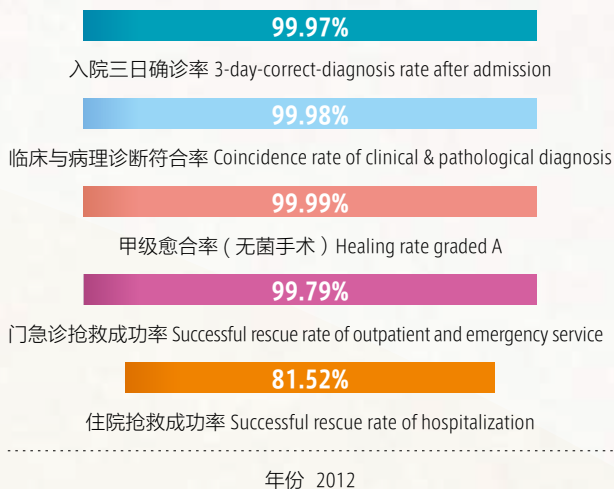 99.97%
入院三日确诊率 3-day-correct-diagnosis rate after admission
99.98%
临床与病理诊断符合率 Coincidence rate of clinical & pathological diagnosis
99.99%
甲级愈合率 ( 无菌手术 ) Healing rate graded A
99.79%
门急诊抢救成功率 Successful rescue rate of outpatient and emergency service
81.52%
住院抢救成功率 Successful rescue rate of hospitalization
年份 2012